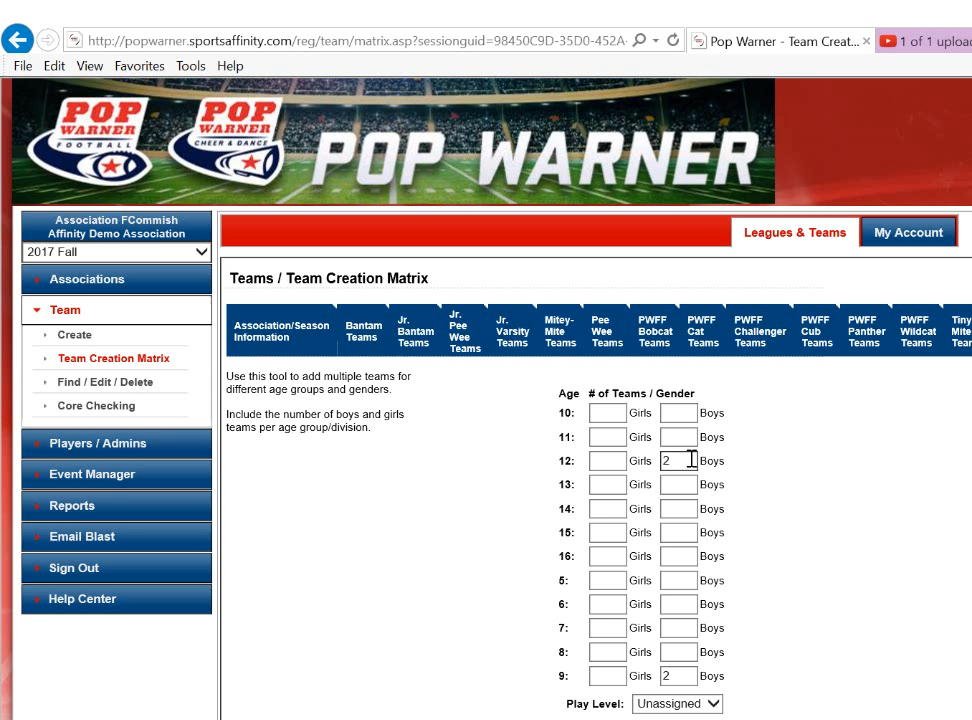 http://popwarner.sportsaffinity.com/reg/team/matrix.asp?sessionguid=98450C9D-35D0-452A-
Pop Warner - Team Creat... ×
1 of 1 uploa
File Edit View Favorites Tools Help
POP WARNER FOOTBALL
POP WARNER CHEER & DANCE
POP WARNER
Association FCommish
Affinity Demo Association
2017 Fall
Associations
Team
Create
Team Creation Matrix
Find / Edit / Delete
Core Checking
Players / Admins
Event Manager
Reports
Email Blast
Sign Out
Help Center
Leagues & Teams
My Account
Teams / Team Creation Matrix
Association/Season Information
Bantam Teams
Jr. Bantam Teams
Jr. Pee Wee Teams
Jr. Varsity Teams
Mitey-Mite Teams
Pee Wee Teams
PWFF Bobcat Teams
PWFF Cat Teams
PWFF Challenger Teams
PWFF Cub Teams
PWFF Panther Teams
PWFF Wildcat Teams
Tiny Mite Tear
Use this tool to add multiple teams for
different age groups and genders.
Include the number of boys and girls
teams per age group/division.
Age # of Teams / Gender
10: Girls Boys
11: Girls Boys
12: Girls 2 Boys
13: Girls Boys
14: Girls Boys
15: Girls Boys
16: Girls Boys
5: Girls Boys
6: Girls Boys
7: Girls Boys
8: Girls Boys
9: Girls 2 Boys
Play Level: Unassigned